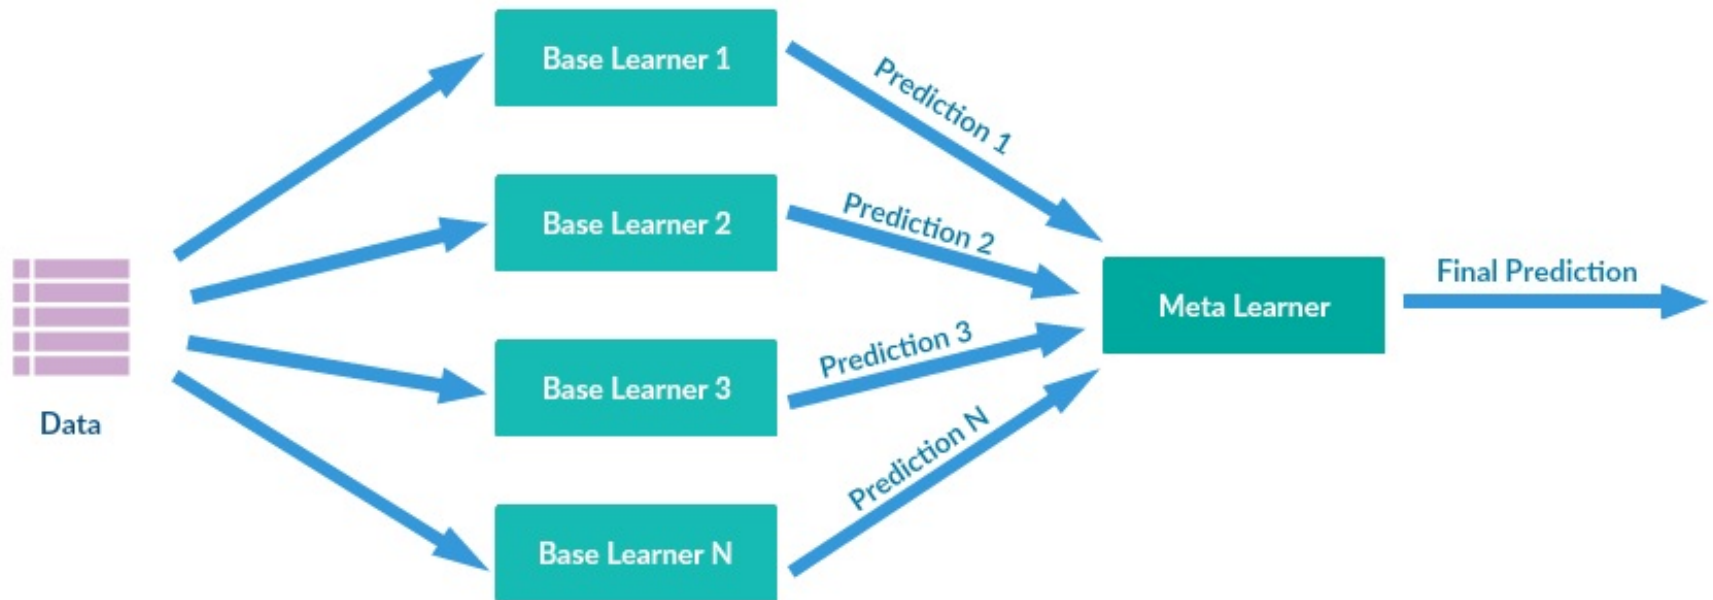 Base Learner 1
Prediction 1
Base Learner 2
Prediction 2
Data
Base Learner 3
Prediction 3
Base Learner N
Prediction N
Meta Learner
Final Prediction